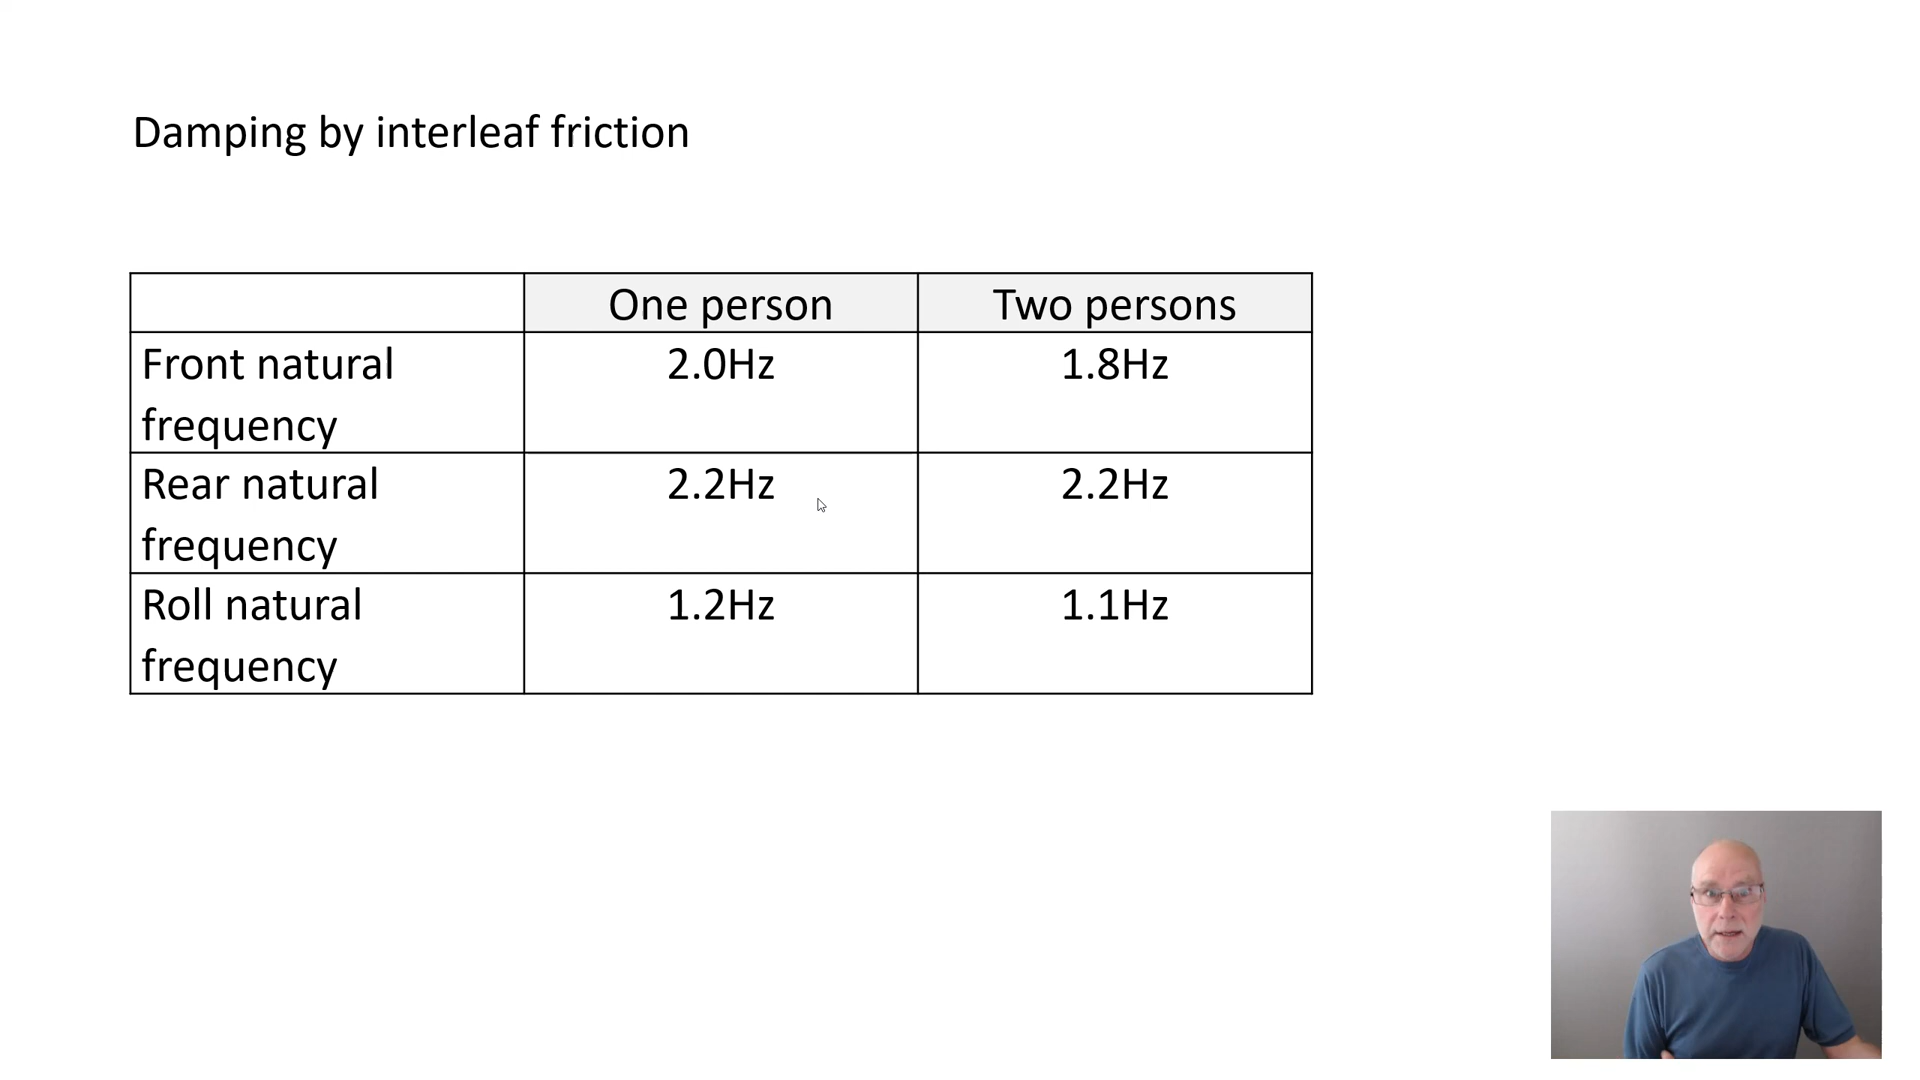 Damping by interleaf friction
One person Two persons
Front natural frequency 2.0Hz 1.8Hz
Rear natural frequency 2.2Hz 2.2Hz
Roll natural frequency 1.2Hz 1.1Hz